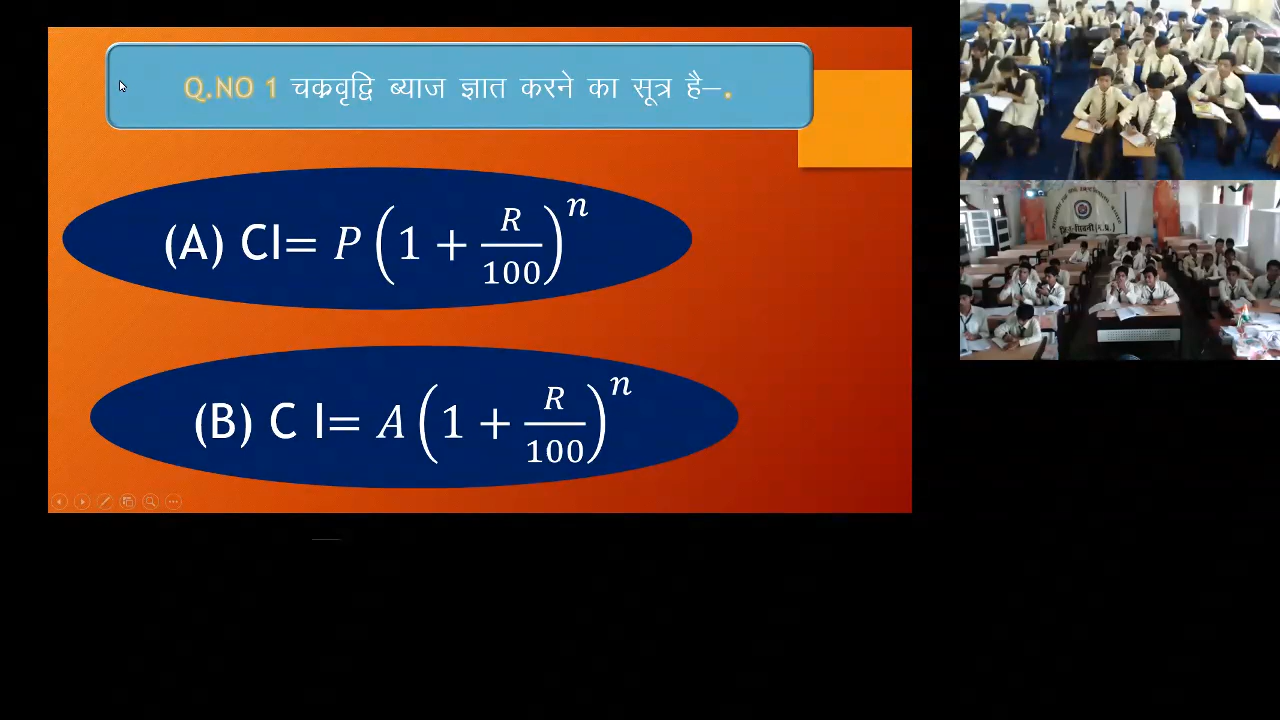 Q.NO 1 चक्रवृद्वि ब्याज ज्ञात करने का सूत्र है–.
(A) CI= P(1 + R/100)^n
(B) C I= A(1 + R/100)^n